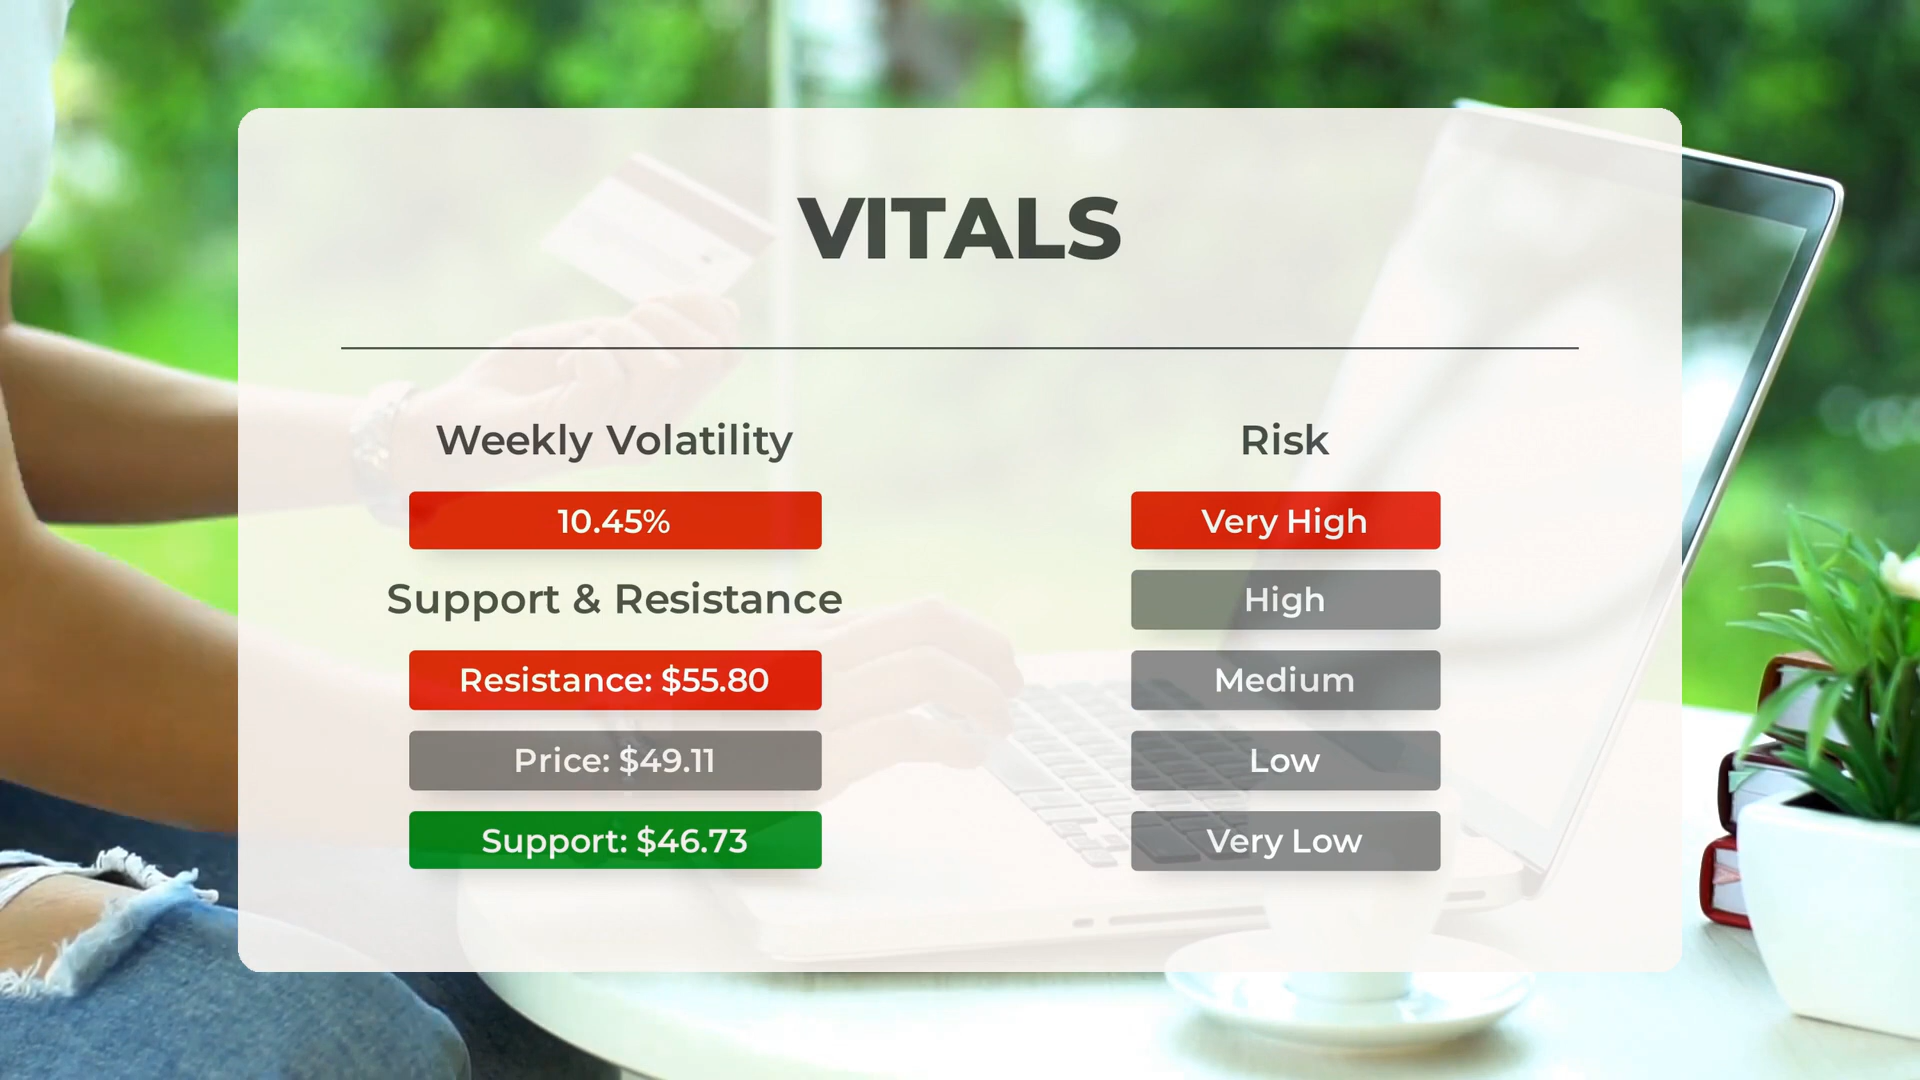 VITALS
Weekly Volatility
10.45%
Support & Resistance
Resistance: $55.80
Price: $49.11
Support: $46.73
Risk
Very High
High
Medium
Low
Very Low